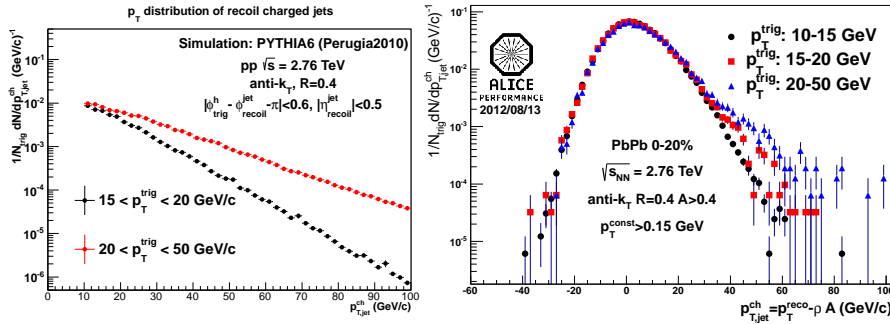 p_T distribution of recoil charged jets
1/N_trig dN/dp^ch_T,jet (GeV/c)^-1
10^-1
10^-2
10^-3
10^-4
10^-5
10^-6
Simulation: PYTHIA6 (Perugia2010)
pp √s = 2.76 TeV
anti-k_T, R=0.4
|ϕ^h_trig - ϕ^jet_recoil - π|<0.6, |η^jet_recoil|<0.5
15 < p_T^trig < 20 GeV/c
20 < p_T^trig < 50 GeV/c
0 10 20 30 40 50 60 70 80 90 100
p^ch_T,jet (GeV/c)
1/N_trig dN/dp^ch_T,jet (GeV/c)^-1
10^-1
10^-2
10^-3
10^-4
10^-5
ALICE
PERFORMANCE
2012/08/13
p_T^trig: 10-15 GeV
p_T^trig: 15-20 GeV
p_T^trig: 20-50 GeV
PbPb 0-20%
√s_NN = 2.76 TeV
anti-k_T R=0.4 A>0.4
p_T^const>0.15 GeV
-60 -40 -20 0 20 40 60 80 100
p^ch_T,jet=p_T^reco-ρ A (GeV/c)